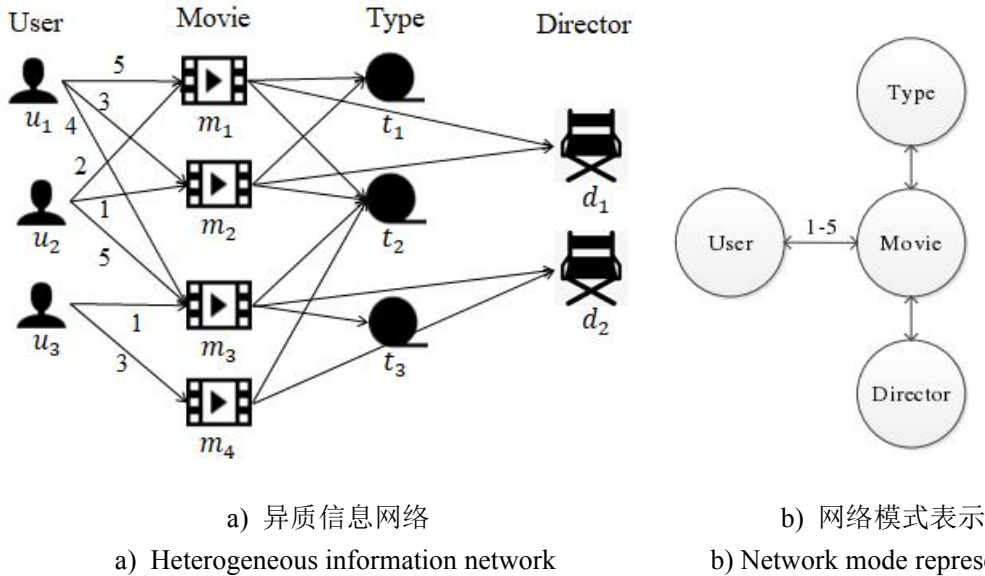 User
Movie
Type
Director
u₁
u₂
u₃
5
3
4
2
1
5
1
3
m₁
m₂
m₃
m₄
t₁
t₂
t₃
d₁
d₂
Type
User
1-5
Movie
Director
a) 异质信息网络
b) 网络模式表示
a) Heterogeneous information network
b) Network mode represe